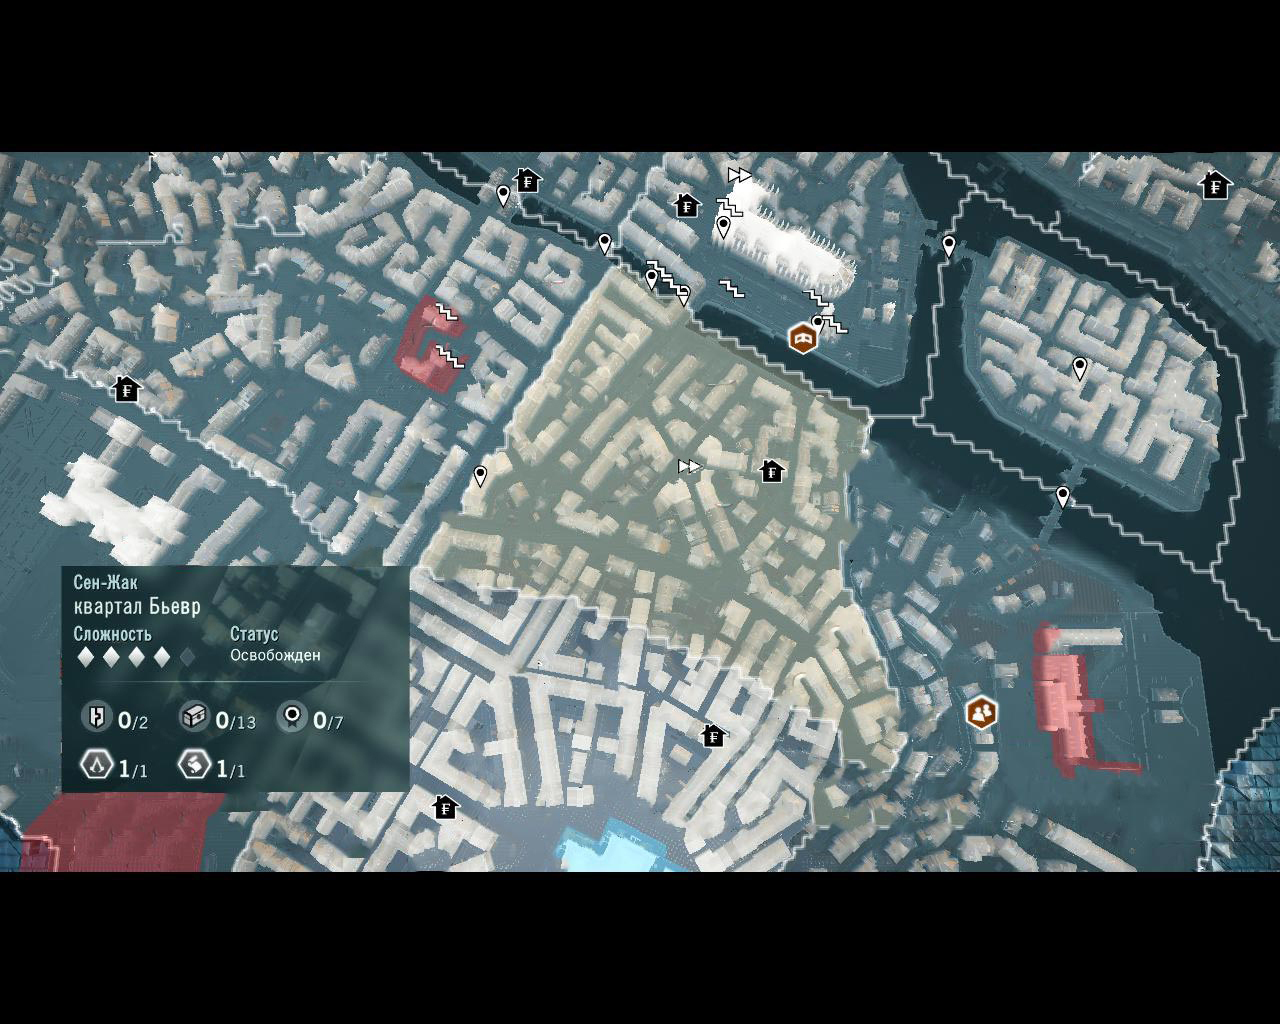 Сен-Жак
квартал Бьевр
Сложность
Статус
Освобожден
0/2
0/13
0/7
1/1
1/1